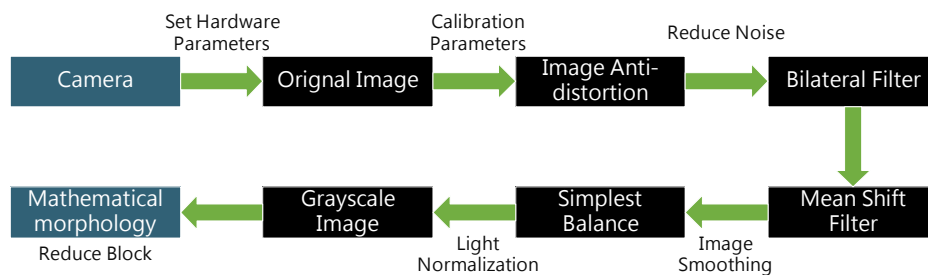 Set Hardware
Parameters
Calibration
Parameters
Reduce Noise
Camera
Orignal Image
Image Anti-
distortion
Bilateral Filter
Mathematical
morphology
Grayscale
Image
Simplest
Balance
Mean Shift
Filter
Reduce Block
Light
Normalization
Image
Smoothing